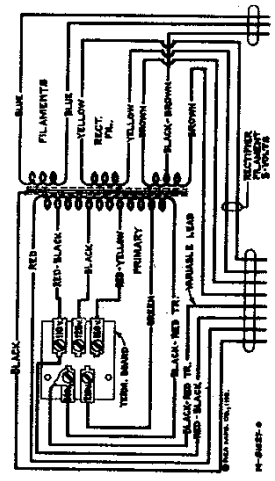 BLUE
FILAMENTS
BLUE
YELLOW
RECT. FIL.
YELLOW
BROWN
BLACK-BROWN
BROWN
RECTIFIER
FILAMENT
5-VOLTS
BLACK
RED
RED-BLACK
BLACK
RED-YELLOW
PRIMARY
GREEN
BLACK-RED TR.
VARIABLE LEAD
TERM. BOARD
BLACK-RED TR.
RED-BLACK